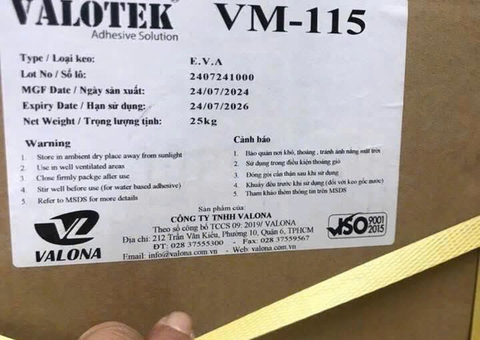 VALOTEK VM-115
Adhesive Solution
Type / Loại keo: E.V.A
Lot No / Số lô: 2407241000
MGF Date / Ngày sản xuất: 24/07/2024
Expiry Date / Hạn sử dụng: 24/07/2026
Net Weight / Trọng lượng tịnh: 25kg
Warning
1. Store in ambient dry place away from sunlight
2. Use in well ventilated areas
3. Close firmly packge aller use
4. Stir well before use (for water based adhesive)
5. Refer to MSDS for more details
Cảnh báo
1. Bảo quản nơi khô, thoáng, tránh ánh nắng mặt trời
2. Sử dụng trong điều kiện thoáng gió
3. Đóng gói cẩn thận sau khi sử dụng
4. Khuấy đều trước khi sử dụng (đối với keo gốc nước)
5. Tham khảo thêm thông tin trên MSDS
VL
VALONA
Sản phẩm của:
CÔNG TY TNHH VALONA
Theo số công bố TCCS 09: 2019/ VALONA
Địa chỉ: 212 Trần Văn Kiểu, Phường 10, Quận 6, TPHCM
ĐT: 028 37555300 - Fax: 028 37559567
Email: info@valona.com.vn - Web: valona.com.vn
ISO 9001
2015